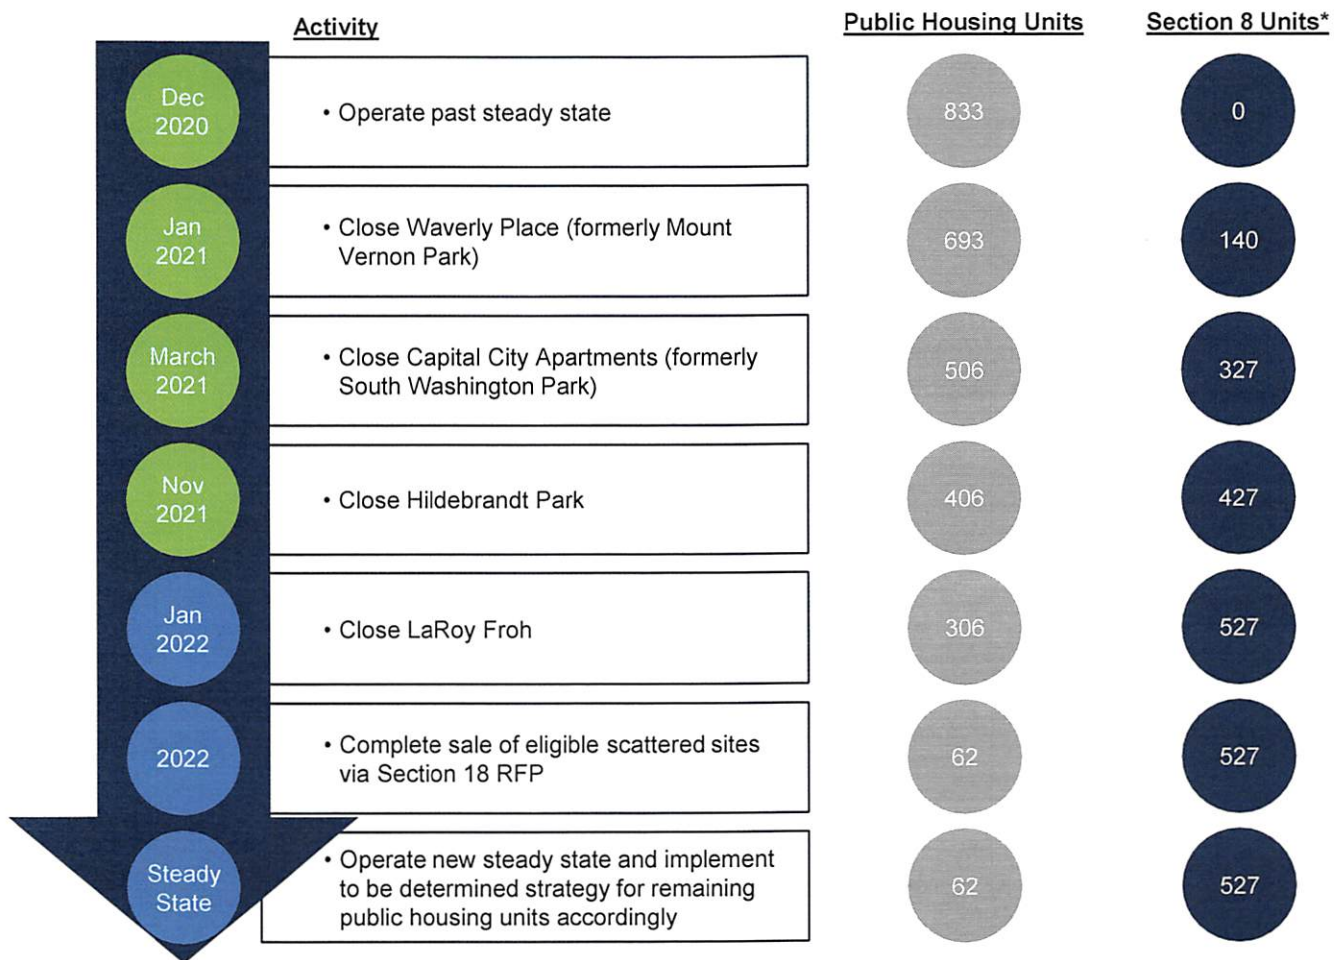 Activity
Public Housing Units
Section 8 Units*
Dec
2020
• Operate past steady state
833
0
Jan
2021
• Close Waverly Place (formerly Mount
Vernon Park)
693
140
March
2021
• Close Capital City Apartments (formerly
South Washington Park)
506
327
Nov
2021
• Close Hildebrandt Park
406
427
Jan
2022
• Close LaRoy Froh
306
527
2022
• Complete sale of eligible scattered sites
via Section 18 RFP
62
527
Steady
State
• Operate new steady state and implement
to be determined strategy for remaining
public housing units accordingly
62
527